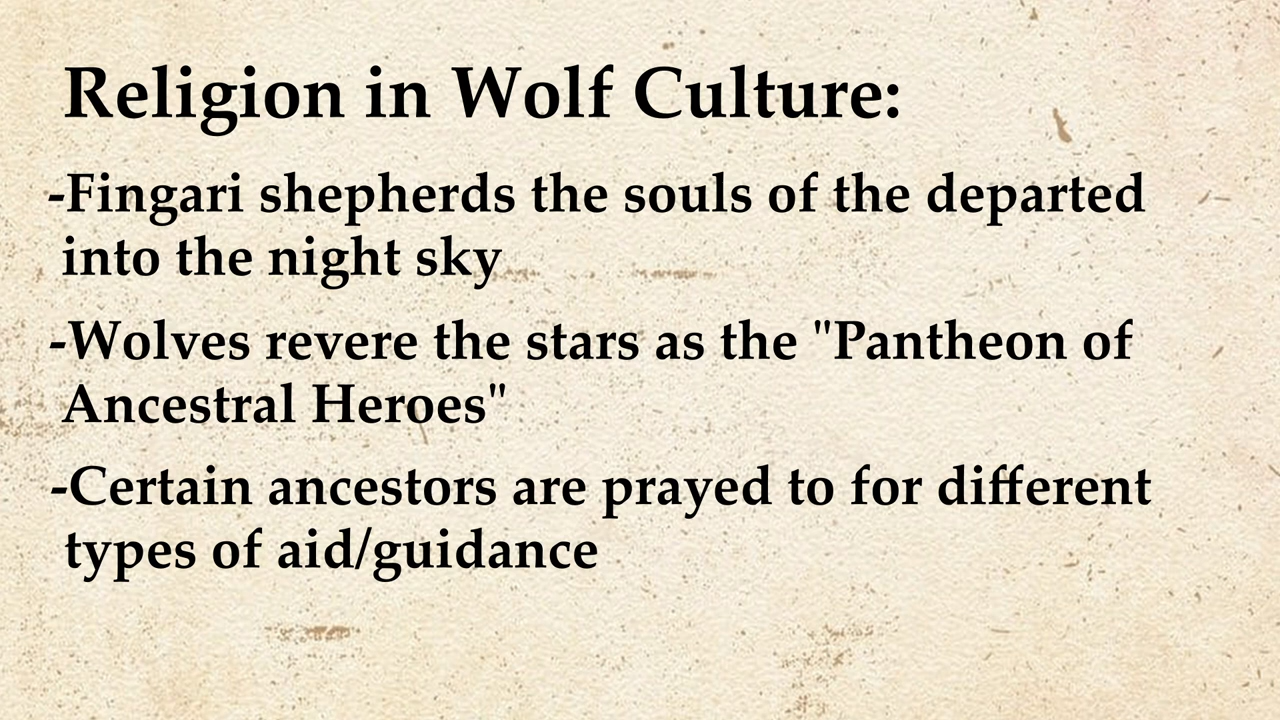 Religion in Wolf Culture:
-Fingari shepherds the souls of the departed
into the night sky
-Wolves revere the stars as the "Pantheon of
Ancestral Heroes"
-Certain ancestors are prayed to for different
types of aid/guidance